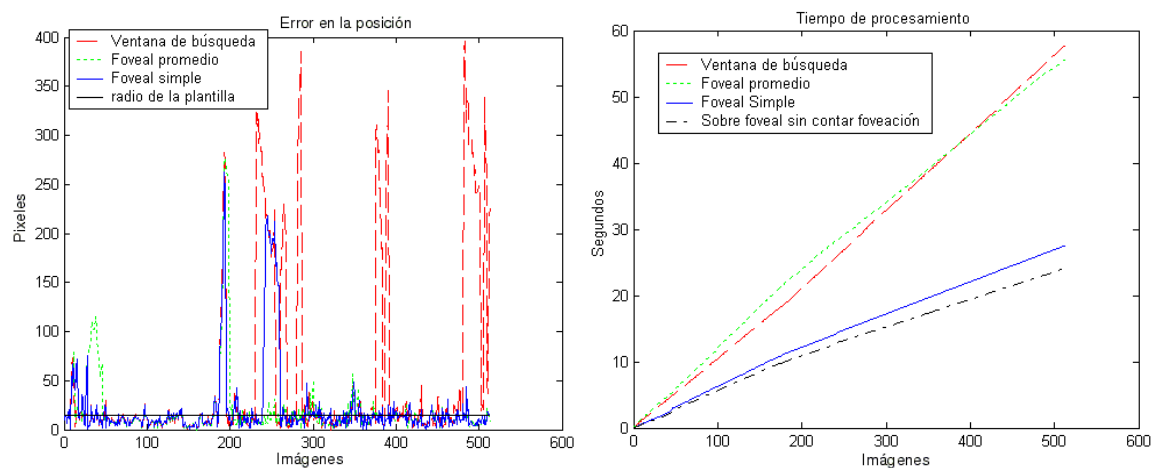 Error en la posición
Ventana de búsqueda
Foveal promedio
Foveal simple
radio de la plantilla
400
350
300
250
200
150
100
50
0
Pixeles
0 100 200 300 400 500 600
Imágenes
Tiempo de procesamiento
Ventana de búsqueda
Foveal promedio
Foveal Simple
Sobre foveal sin contar foveación
60
50
40
30
20
10
0
Segundos
0 100 200 300 400 500 600
Imágenes